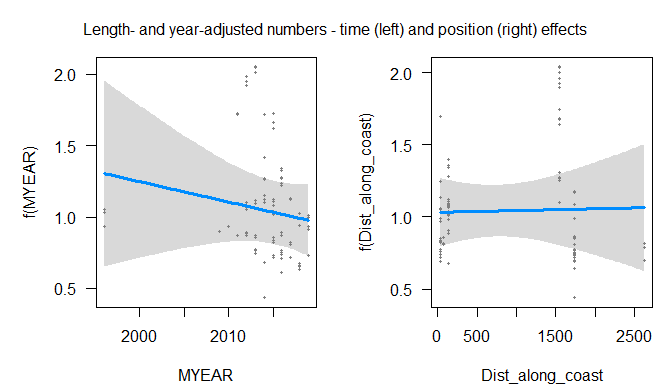 Length- and year-adjusted numbers - time (left) and position (right) effects
f(MYEAR)
2.0
1.5
1.0
0.5
2000 2010
MYEAR
f(Dist_along_coast)
2.0
1.5
1.0
0.5
0 500 1500 2500
Dist_along_coast